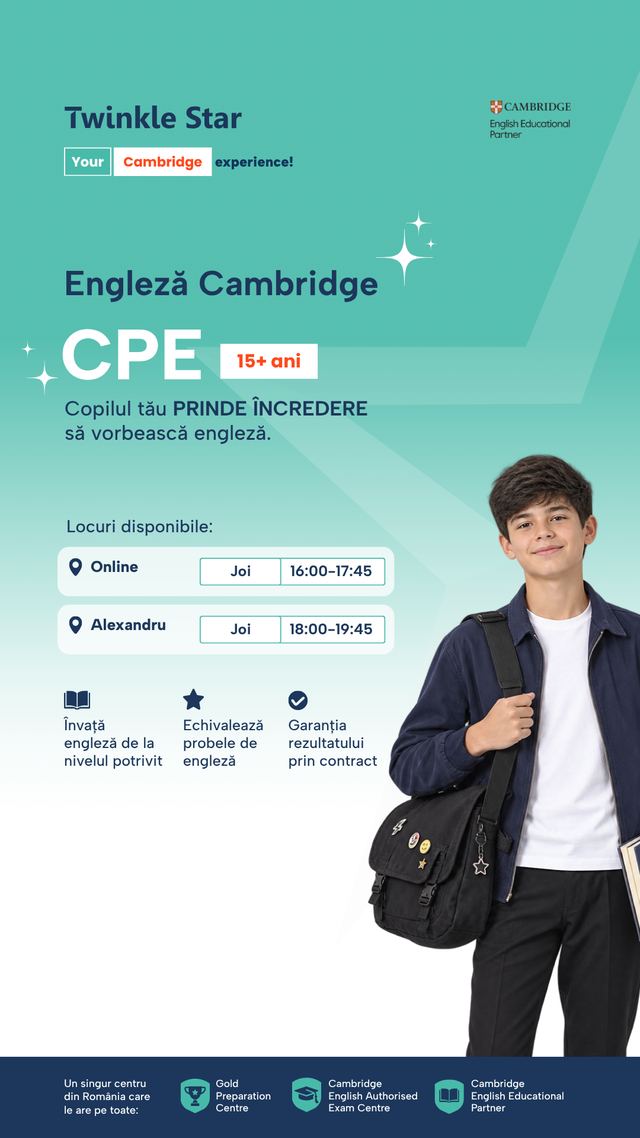 Twinkle Star
Your Cambridge experience!
CAMBRIDGE
English Educational
Partner
Engleză Cambridge
CPE 15+ ani
Copilul tău PRINDE ÎNCREDERE
să vorbească engleză.
Locuri disponibile:
Online Joi 16:00-17:45
Alexandru Joi 18:00-19:45
Învață
engleză de la
nivelul potrivit
Echivalează
probele de
engleză
Garanția
rezultatului
prin contract
Un singur centru
din România care
le are pe toate:
Gold
Preparation
Centre
Cambridge
English Authorised
Exam Centre
Cambridge
English Educational
Partner